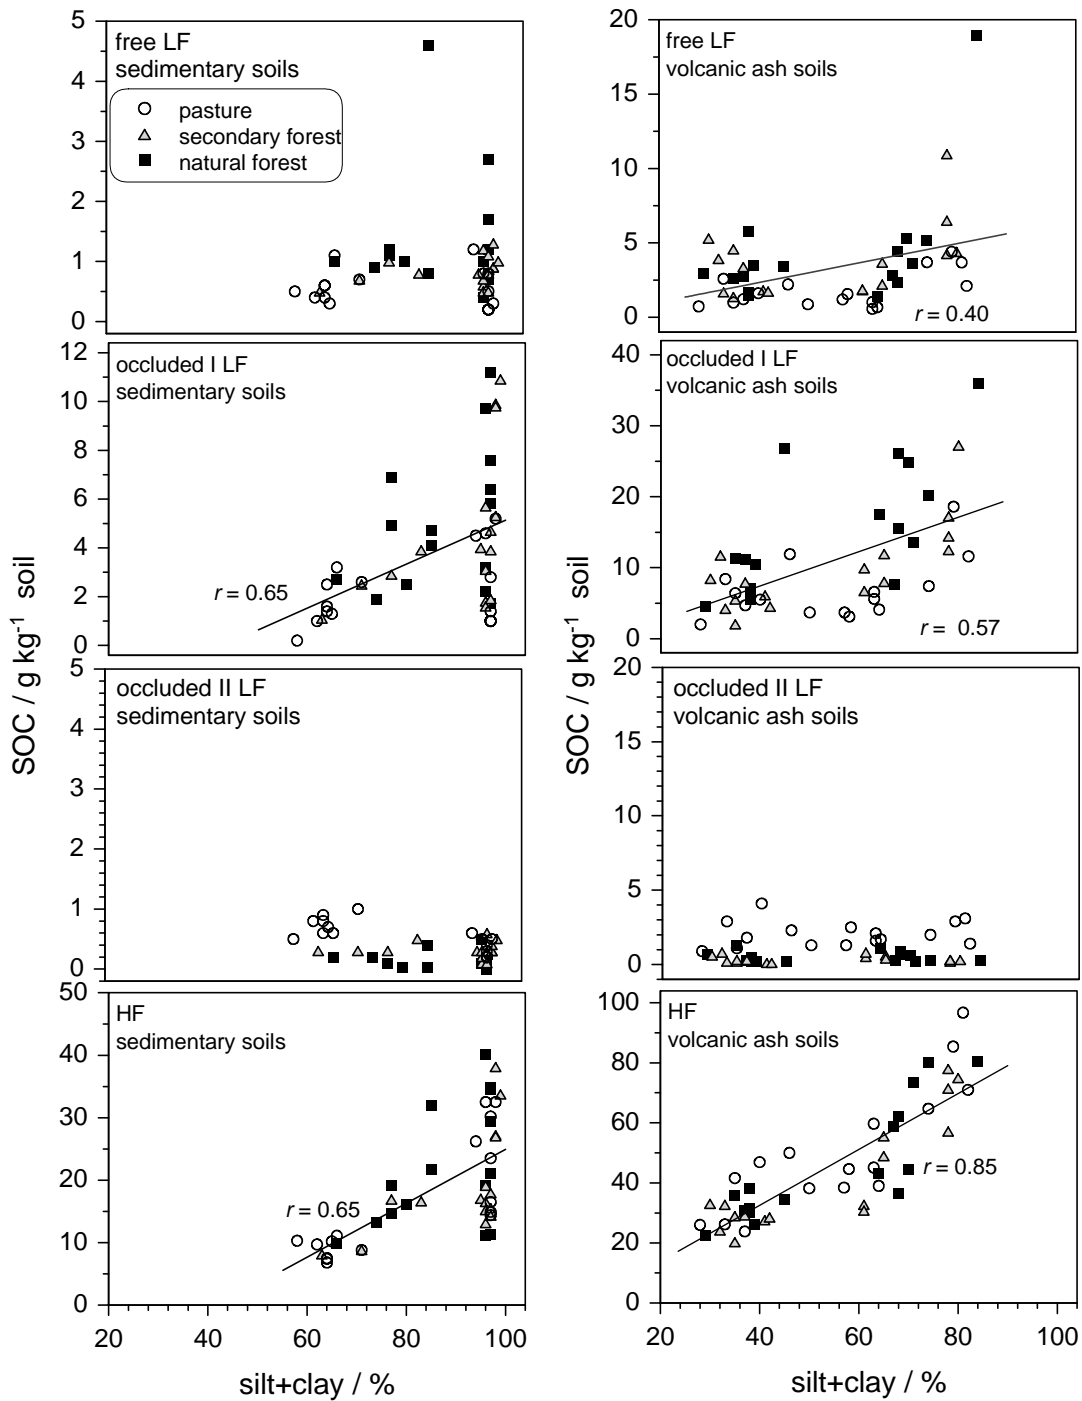 5
4
3
2
1
0
free LF
sedimentary soils
pasture
secondary forest
natural forest
20
15
10
5
0
free LF
volcanic ash soils
r = 0.40
12
10
8
6
4
2
0
occluded I LF
sedimentary soils
r = 0.65
40
30
20
10
0
occluded I LF
volcanic ash soils
r = 0.57
SOC / g kg⁻¹ soil
SOC / g kg⁻¹ soil
5
4
3
2
1
0
occluded II LF
sedimentary soils
20
15
10
5
0
occluded II LF
volcanic ash soils
50
40
30
20
10
0
HF
sedimentary soils
r = 0.65
20 40 60 80 100
silt+clay / %
100
80
60
40
20
0
HF
volcanic ash soils
r = 0.85
20 40 60 80 100
silt+clay / %